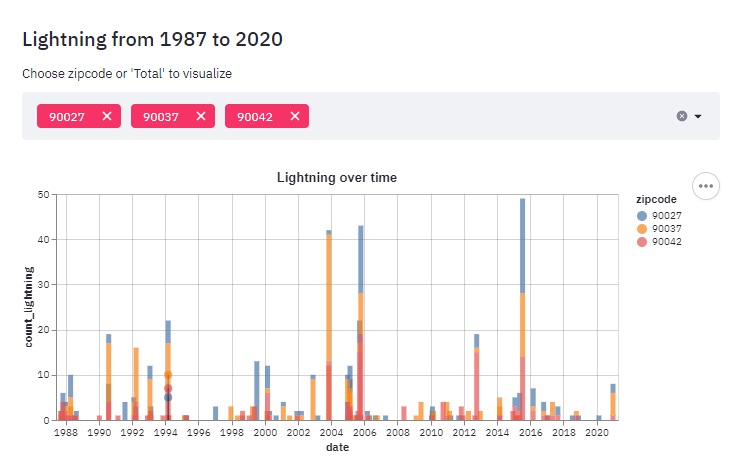 Lightning from 1987 to 2020
Choose zipcode or 'Total' to visualize
90027 90037 90042
Lightning over time
zipcode
90027
90037
90042
50
40
30
20
10
0
count_lightning
1988 1990 1992 1994 1996 1998 2000 2002 2004 2006 2008 2010 2012 2014 2016 2018 2020
date